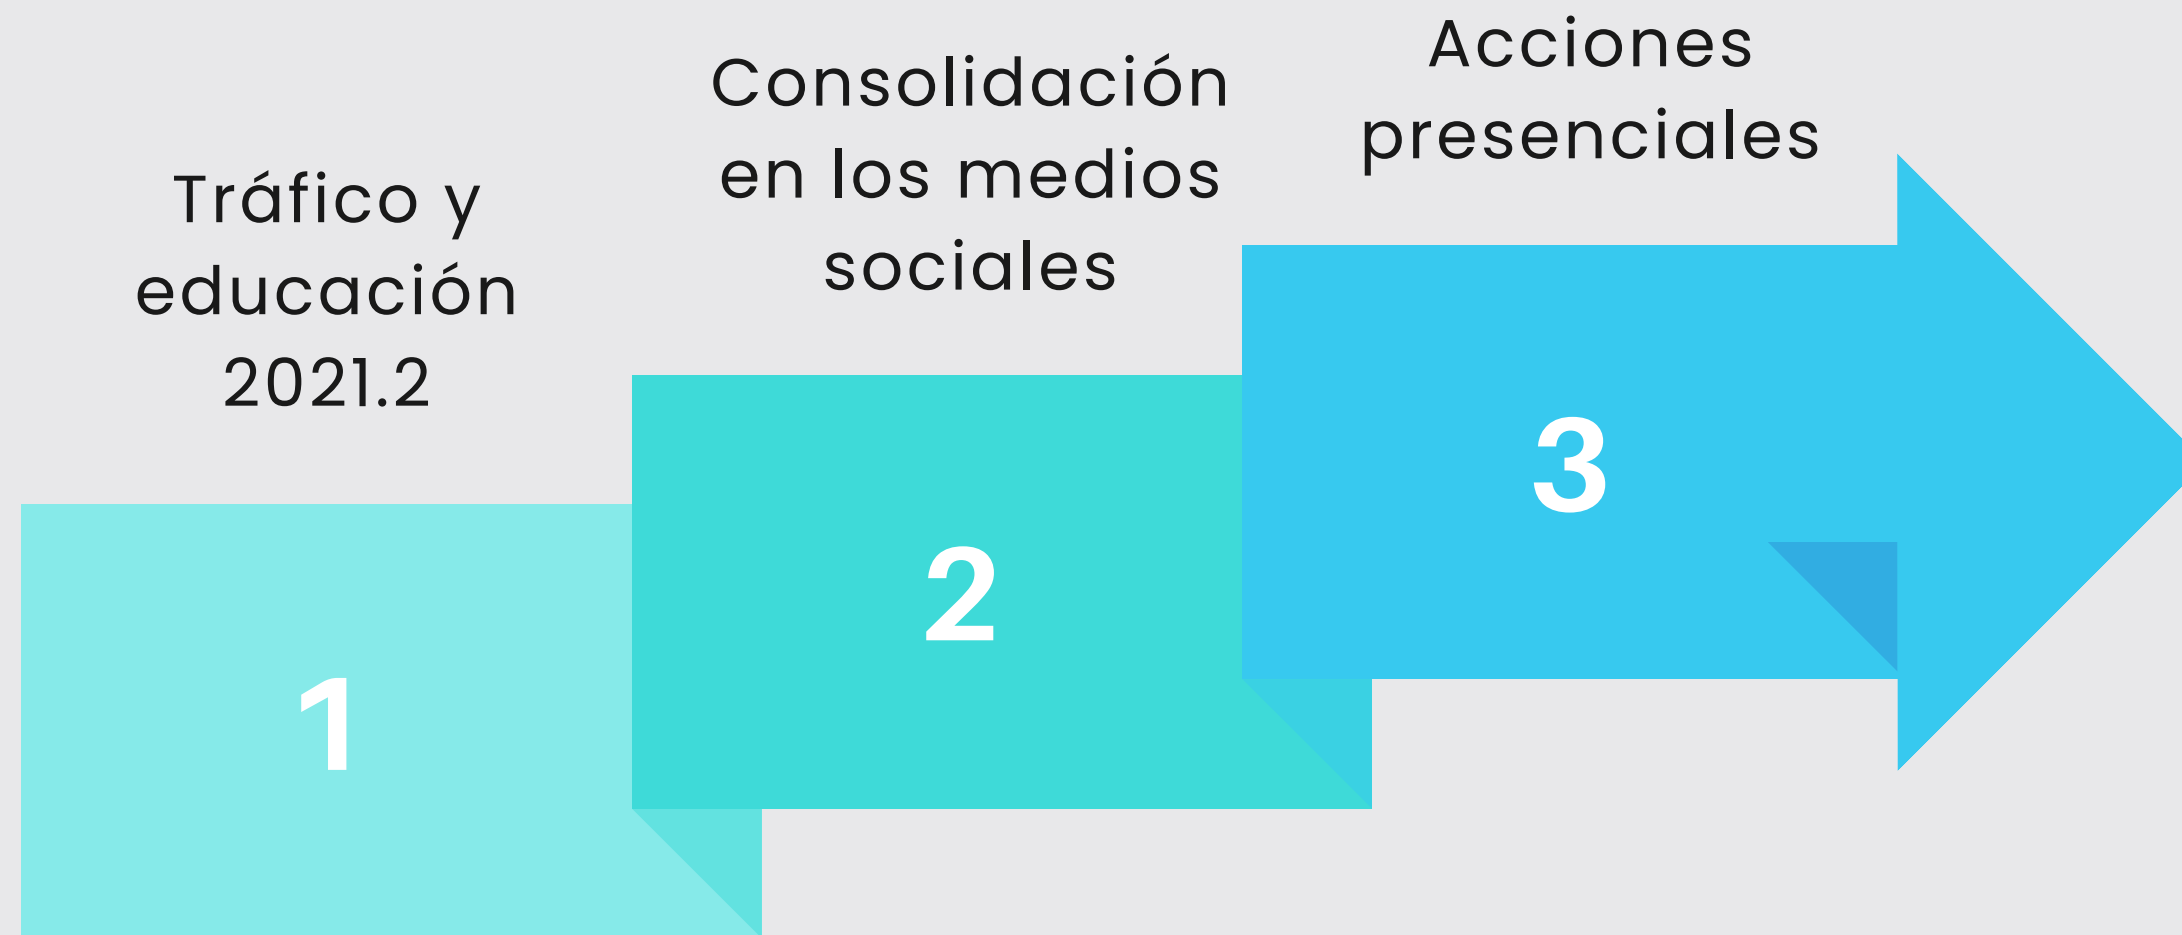 Tráfico y
educación
2021.2
1
Consolidación
en los medios
sociales
2
Acciones
presenciales
3